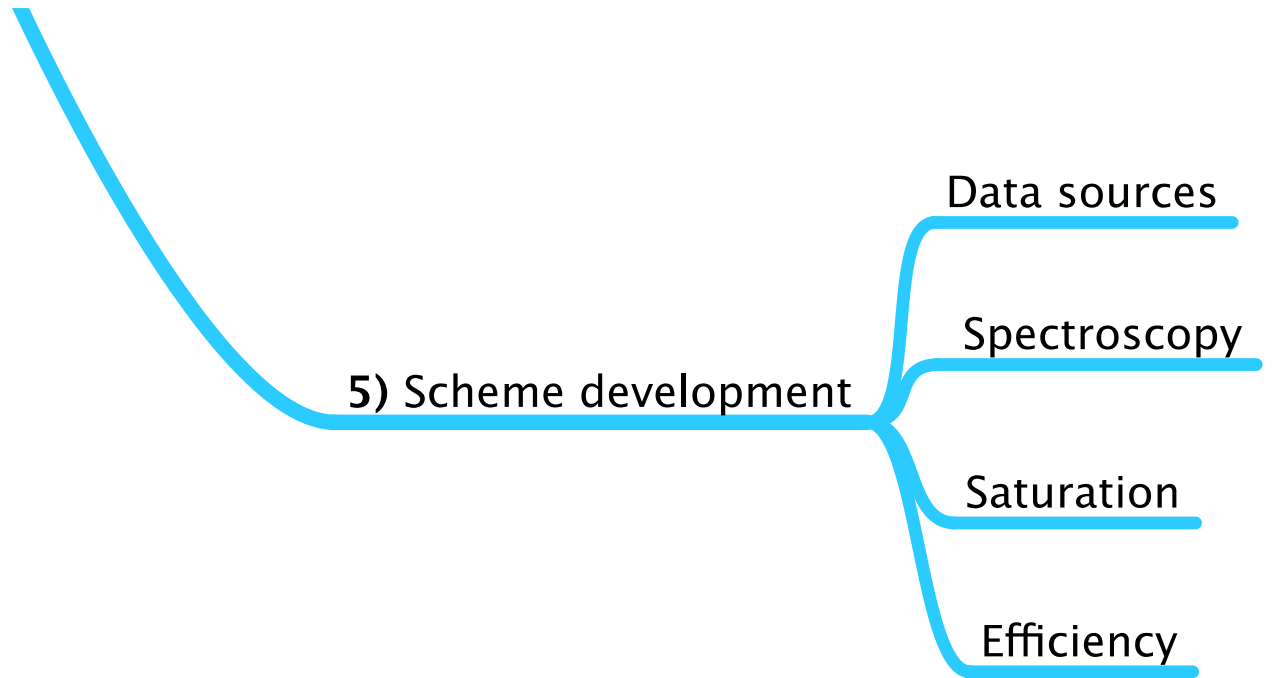 Data sources
Spectroscopy
5) Scheme development
Saturation
Efficiency